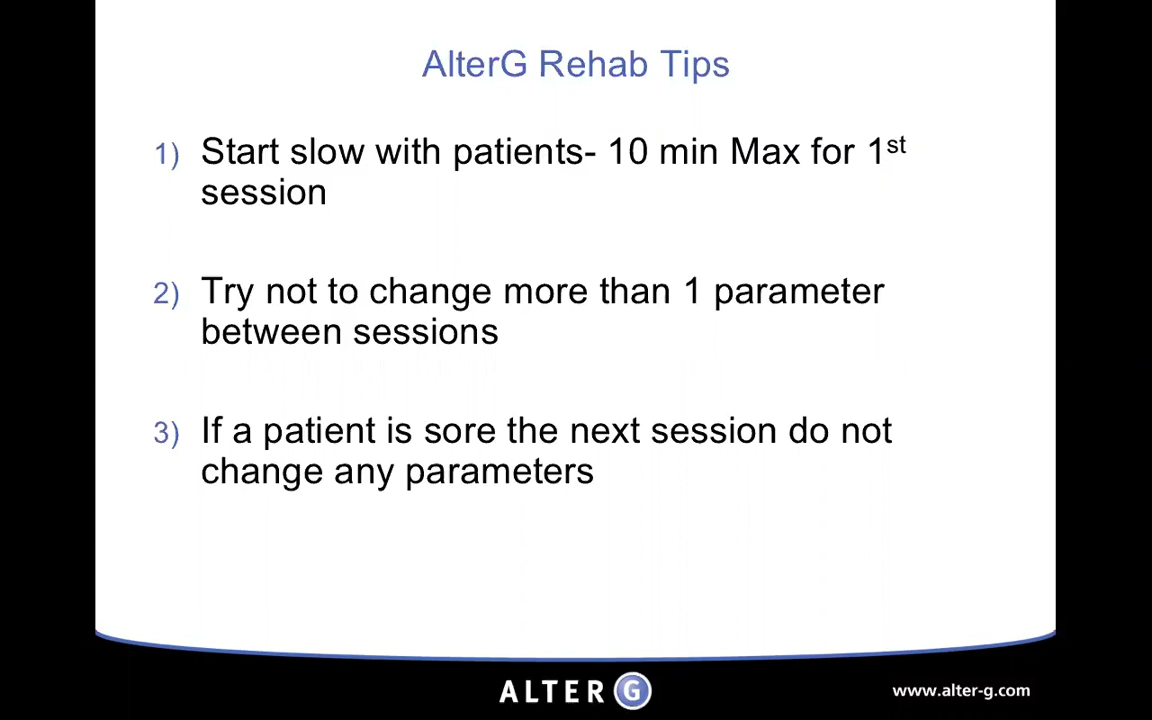 AlterG Rehab Tips
1) Start slow with patients- 10 min Max for 1st
session
2) Try not to change more than 1 parameter
between sessions
3) If a patient is sore the next session do not
change any parameters
ALTER G
www.alter-g.com